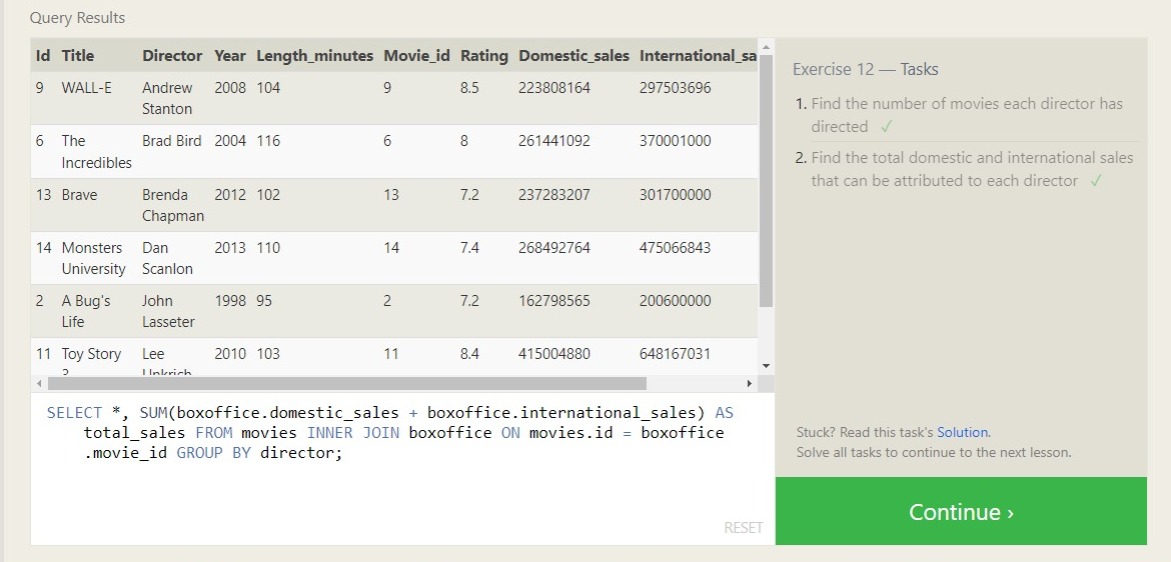 Query Results
Id Title Director Year Length_minutes Movie_id Rating Domestic_sales International_sa
9 WALL-E Andrew Stanton 2008 104 9 8.5 223808164 297503696
6 The Incredibles Brad Bird 2004 116 6 8 261441092 370001000
13 Brave Brenda Chapman 2012 102 13 7.2 237283207 301700000
14 Monsters University Dan Scanlon 2013 110 14 7.4 268492764 475066843
2 A Bug's Life John Lasseter 1998 95 2 7.2 162798565 200600000
11 Toy Story 3 Lee Unkrich 2010 103 11 8.4 415004880 648167031
SELECT *, SUM(boxoffice.domestic_sales + boxoffice.international_sales) AS
total_sales FROM movies INNER JOIN boxoffice ON movies.id = boxoffice
.movie_id GROUP BY director;
RESET
Exercise 12 — Tasks
1. Find the number of movies each director has
directed ✓
2. Find the total domestic and international sales
that can be attributed to each director ✓
Stuck? Read this task's Solution.
Solve all tasks to continue to the next lesson.
Continue ›